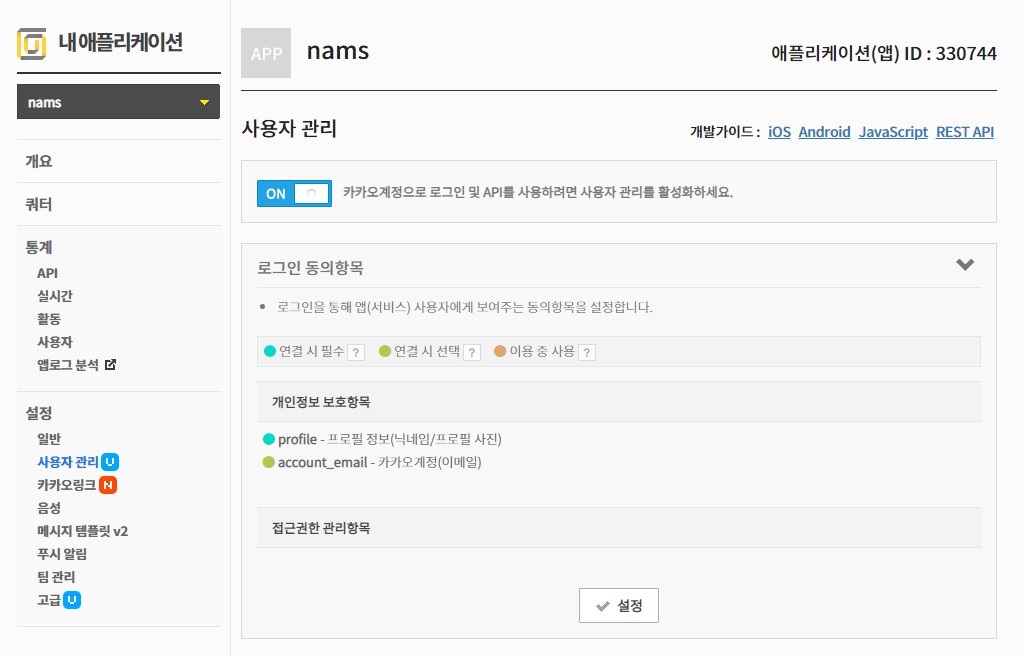 내 애플리케이션
nams
개요
쿼터
통계
API
실시간
활동
사용자
앱로그 분석
설정
일반
사용자 관리 U
카카오링크 N
음성
메시지 템플릿 v2
푸시 알림
팀 관리
고급 U
APP nams
애플리케이션(앱) ID : 330744
사용자 관리
개발가이드 : iOS Android JavaScript REST API
ON 카카오계정으로 로그인 및 API를 사용하려면 사용자 관리를 활성화하세요.
로그인 동의항목
로그인을 통해 앱(서비스) 사용자에게 보여주는 동의항목을 설정합니다.
연결 시 필수 ? 연결 시 선택 ? 이용 중 사용 ?
개인정보 보호항목
profile - 프로필 정보(닉네임/프로필 사진)
account_email - 카카오계정(이메일)
접근권한 관리항목
설정